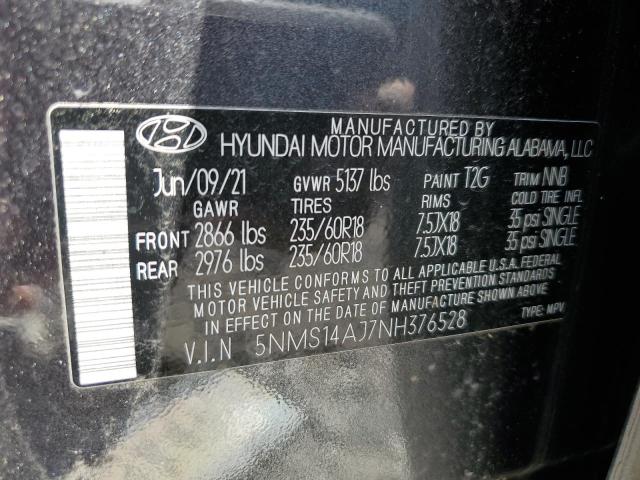 MANUFACTURED BY
HYUNDAI MOTOR MANUFACTURING ALABAMA, LLC
Jun/09/21 GVWR 5137 lbs PAINT T2G TRIM NNB
GAWR TIRES RIMS COLD TIRE INFL
FRONT 2866 lbs 235/60R18 7.5JX18 35 psi SINGLE
REAR 2976 lbs 235/60R18 7.5JX18 35 psi SINGLE
THIS VEHICLE CONFORMS TO ALL APPLICABLE U.S.A. FEDERAL
MOTOR VEHICLE SAFETY AND THEFT PREVENTION STANDARDS
IN EFFECT ON THE DATE OF MANUFACTURE SHOWN ABOVE.
V.I.N 5NMS14AJ7NH376528 TYPE: MPV